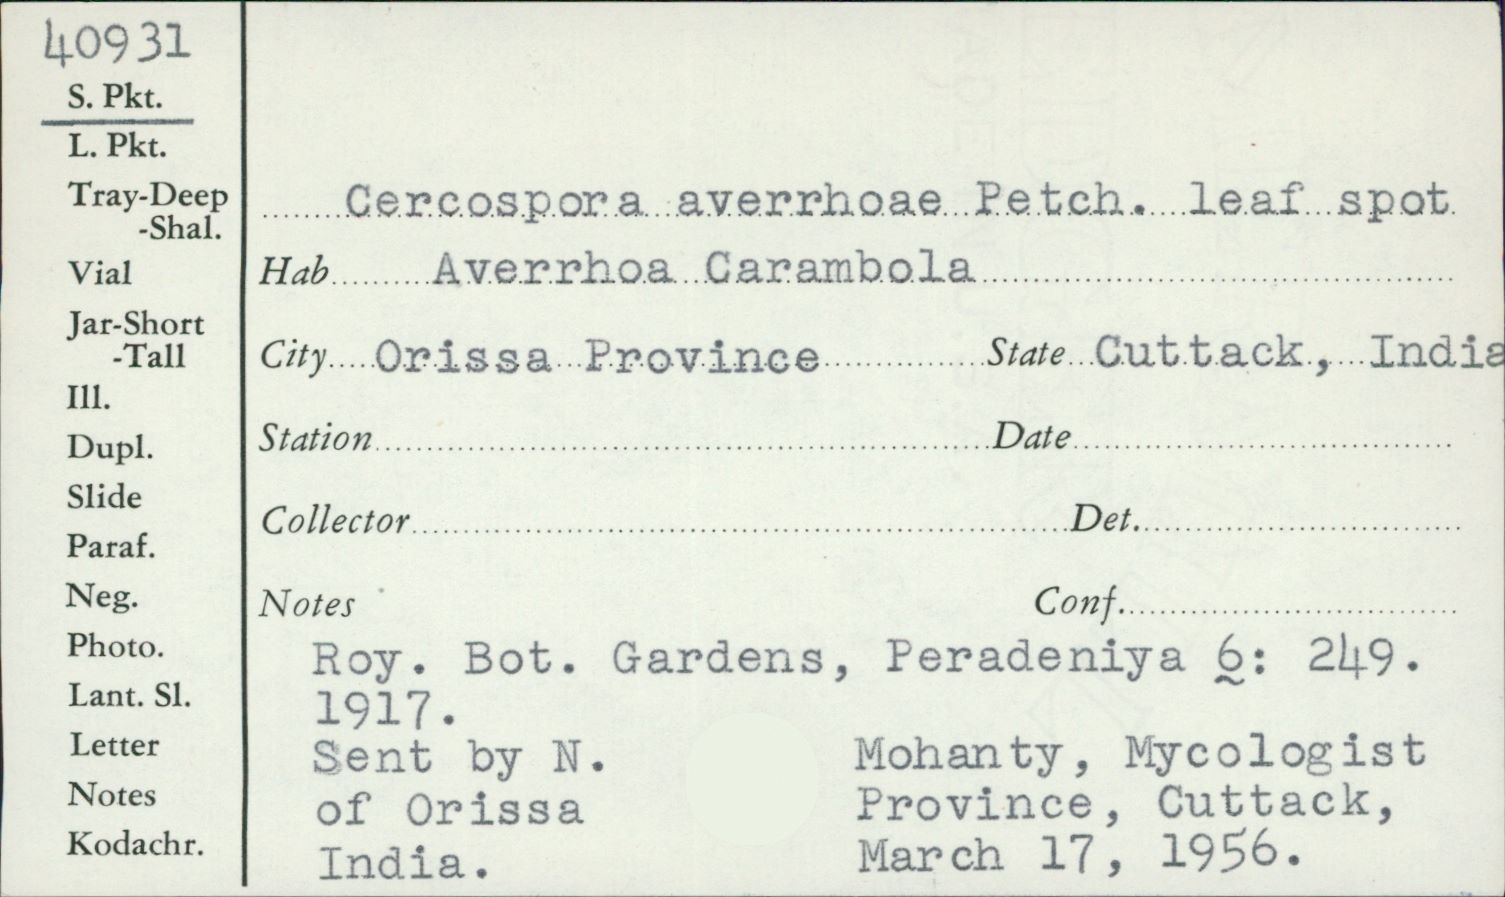 40931
S. Pkt.
L. Pkt.
Tray-Deep
-Shal.
Vial
Jar-Short
-Tall
Ill.
Dupl.
Slide
Paraf.
Neg.
Photo.
Lant. Sl.
Letter
Notes
Kodachr.
Cercospora averrhoae Petch. leaf spot
Hab Averrhoa Carambola
City Orissa Province State Cuttack, India
Station Date
Collector Det.
Notes Conf.
Roy. Bot. Gardens, Peradeniya 6: 249.
1917.
Sent by N. Mohanty, Mycologist
of Orissa Province, Cuttack,
India. March 17, 1956.